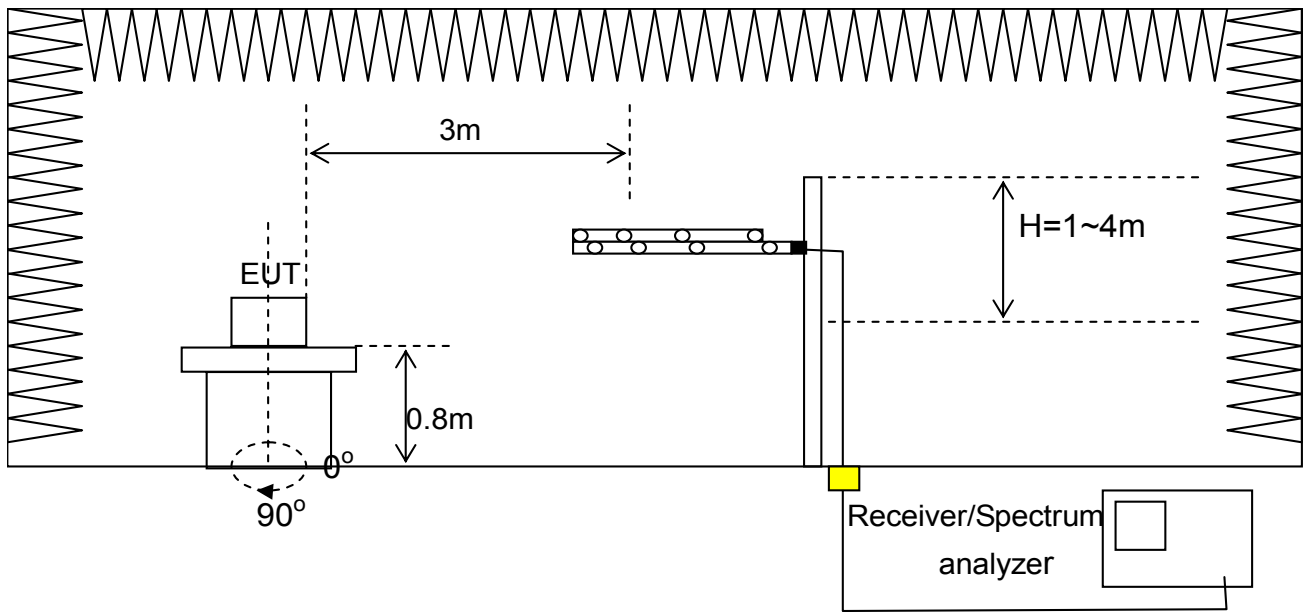 3m
H=1~4m
EUT
0.8m
0°
90°
Receiver/Spectrum
analyzer